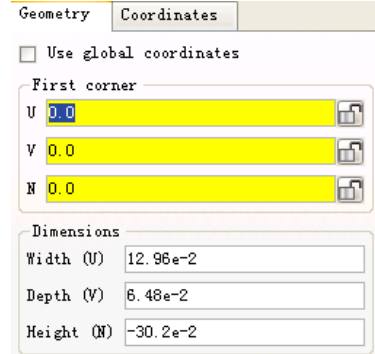 Geometry Coordinates
Use global coordinates
First corner
U 0.0
V 0.0
N 0.0
Dimensions
Width (U) 12.96e-2
Depth (V) 6.48e-2
Height (N) -30.2e-2